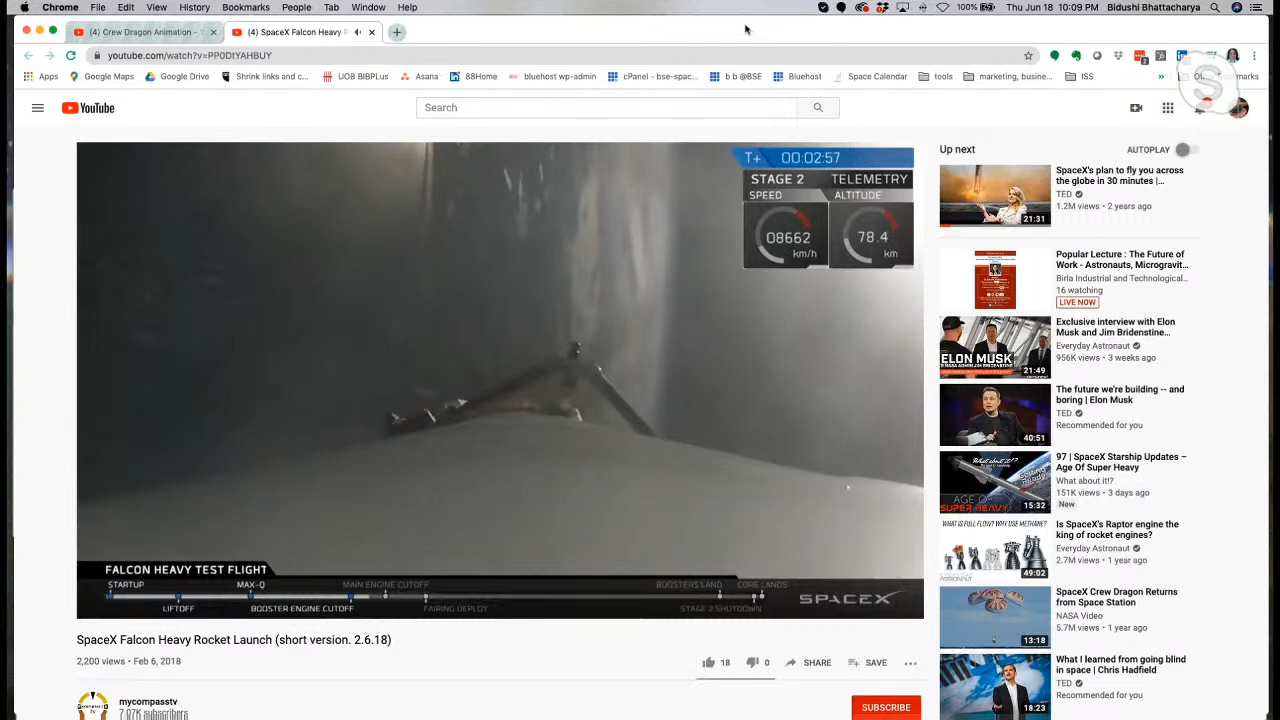 Chrome File Edit View History Bookmarks People Tab Window Help
100% Thu Jun 18 10:09 PM Bidushi Bhattacharya
(4) Crew Dragon Animation - Y
(4) SpaceX Falcon Heavy R
youtube.com/watch?v=PP0DtYAHBUY
Apps Google Maps Google Drive Shrink links and c... UOB BIBPlus Asana 88Home bluehost wp-admin cPanel - bse-spac... b b @BSE Bluehost Space Calendar tools marketing, busine... ISS
YouTube
Search
T+ 00:02:57
STAGE 2 TELEMETRY
SPEED ALTITUDE
08662 78.4
km/h km
FALCON HEAVY TEST FLIGHT
STARTUP MAX-Q MAIN ENGINE CUTOFF BOOSTERS LAND CORE LANDS
LIFTOFF BOOSTER ENGINE CUTOFF FAIRING DEPLOY STAGE 2 SHUTDOWN
SPACEX
SpaceX Falcon Heavy Rocket Launch (short version. 2.6.18)
2,200 views • Feb 6, 2018
18 0 SHARE SAVE
mycompasstv
7.07K subscribers
SUBSCRIBE
Up next AUTOPLAY
SpaceX's plan to fly you across
the globe in 30 minutes |...
TED
1.2M views • 2 years ago
21:31
Popular Lecture : The Future of
Work - Astronauts, Microgravit...
Birla Industrial and Technological...
16 watching
LIVE NOW
Exclusive interview with Elon
Musk and Jim Bridenstine...
Everyday Astronaut
956K views • 3 weeks ago
ELON MUSK
& NASA ADMIN JIM BRIDENSTINE
21:49
The future we're building -- and
boring | Elon Musk
TED
Recommended for you
40:51
97 | SpaceX Starship Updates –
Age Of Super Heavy
What about it!?
151K views • 3 days ago
New
What about it!?
AGE OF
SUPER HEAVY
15:32
Is SpaceX's Raptor engine the
king of rocket engines?
Everyday Astronaut
2.7M views • 1 year ago
WHAT IS FULL FLOW? WHY USE METHANE?
49:02
SpaceX Crew Dragon Returns
from Space Station
NASA Video
5.7M views • 1 year ago
13:18
What I learned from going blind
in space | Chris Hadfield
TED
Recommended for you
18:23